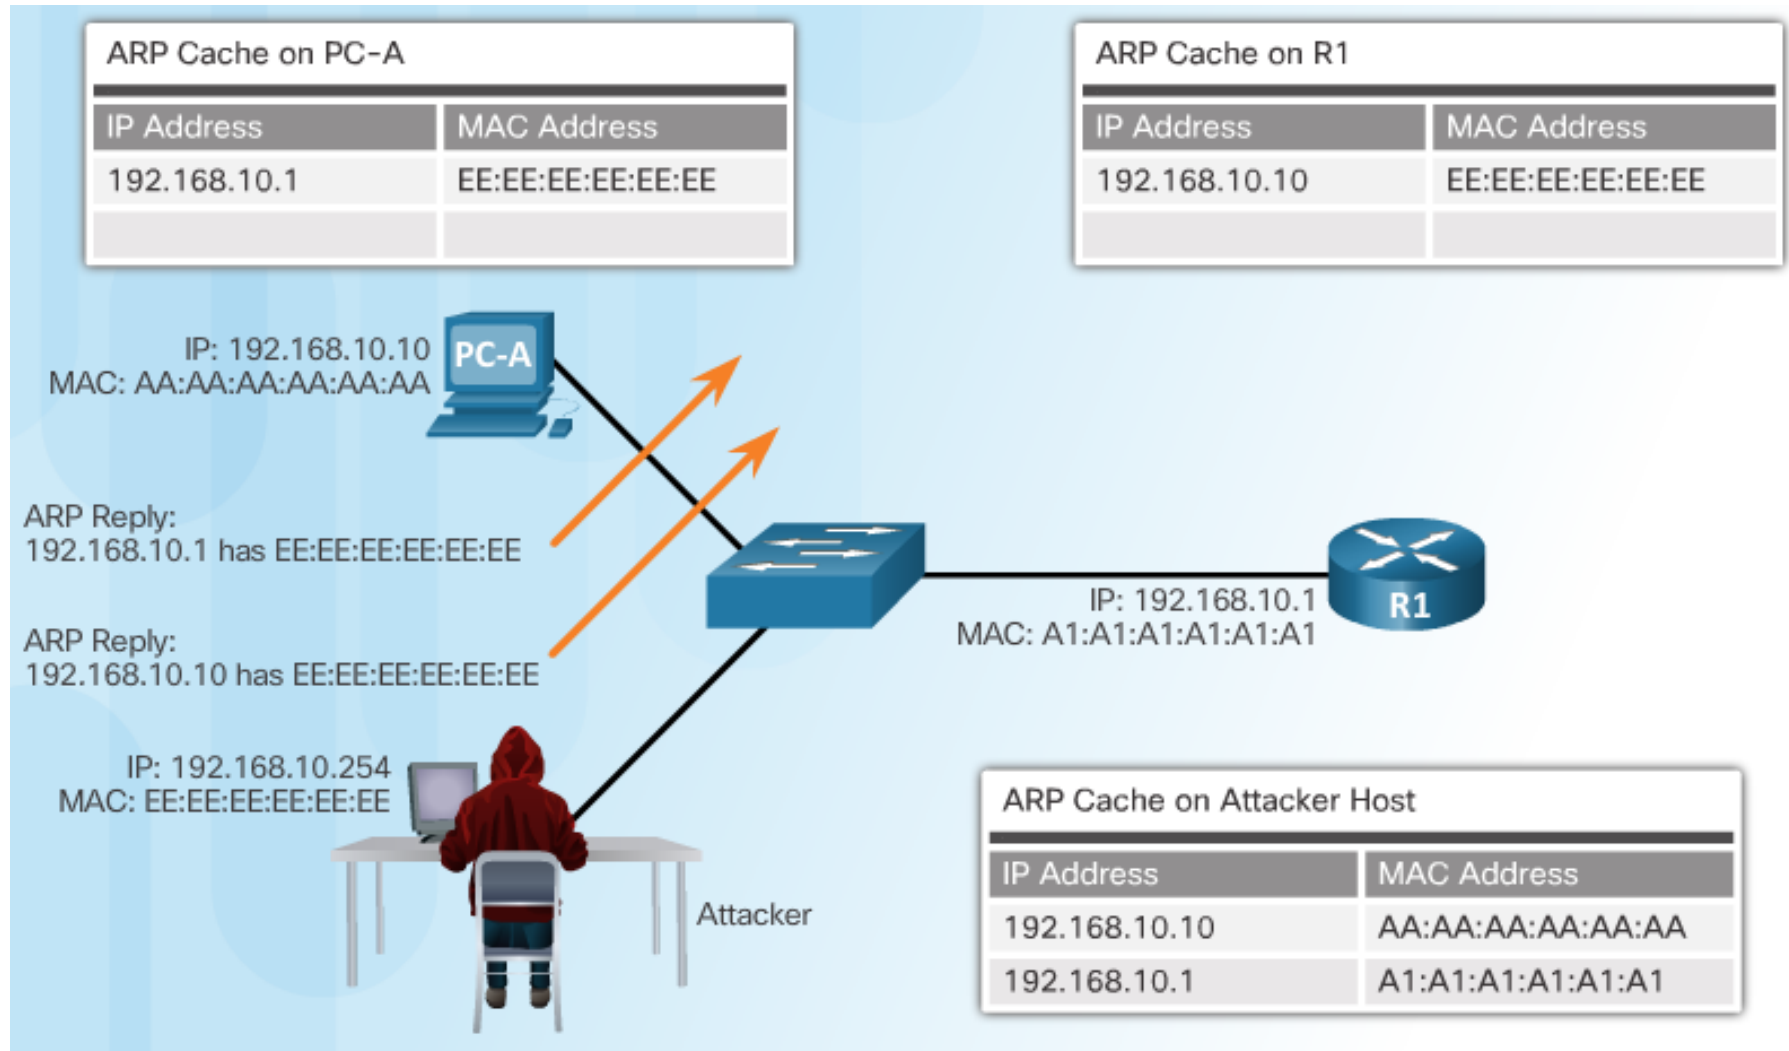 ARP Cache on PC-A
IP Address MAC Address
192.168.10.1 EE:EE:EE:EE:EE:EE
ARP Cache on R1
IP Address MAC Address
192.168.10.10 EE:EE:EE:EE:EE:EE
IP: 192.168.10.10
MAC: AA:AA:AA:AA:AA:AA
PC-A
ARP Reply:
192.168.10.1 has EE:EE:EE:EE:EE:EE
ARP Reply:
192.168.10.10 has EE:EE:EE:EE:EE:EE
IP: 192.168.10.1
MAC: A1:A1:A1:A1:A1:A1
R1
IP: 192.168.10.254
MAC: EE:EE:EE:EE:EE:EE
Attacker
ARP Cache on Attacker Host
IP Address MAC Address
192.168.10.10 AA:AA:AA:AA:AA:AA
192.168.10.1 A1:A1:A1:A1:A1:A1